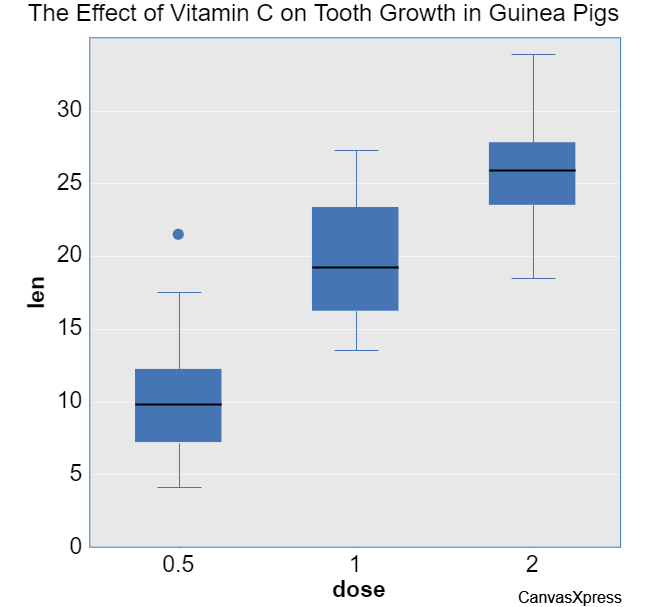 The Effect of Vitamin C on Tooth Growth in Guinea Pigs
30
25
20
15
10
5
0
len
0.5 1 2
dose
CanvasXpress